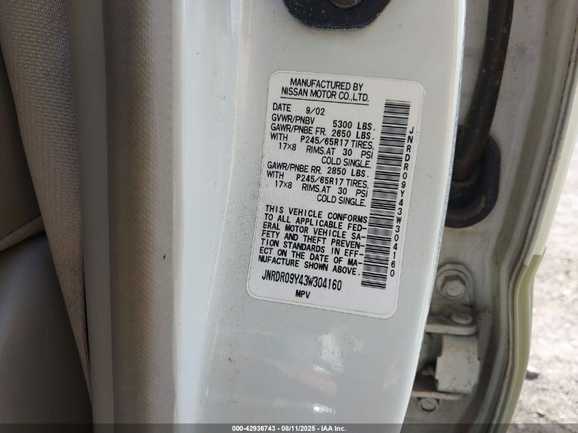 MANUFACTURED BY
NISSAN MOTOR CO.,LTD.
DATE 9/02
GVWR/PNBV 5300 LBS.
GAWR/PNBE FR. 2650 LBS.
WITH P245/65R17 TIRES,
17×8 RIMS,AT 30 PSI
COLD SINGLE.
GAWR/PNBE RR. 2850 LBS.
WITH P245/65R17 TIRES,
17×8 RIMS,AT 30 PSI
COLD SINGLE.
THIS VEHICLE CONFORMS
TO ALL APPLICABLE FED-
ERAL MOTOR VEHICLE SA-
FETY AND THEFT PREVEN-
TION STANDARDS IN EFF-
ECT ON THE DATE OF MA-
NUFACTURE SHOWN ABOVE.
JNRDR09Y43W304160
MPV
JNRDR09Y43W304160
000-42936743 - 08/11/2025 - IAA Inc.